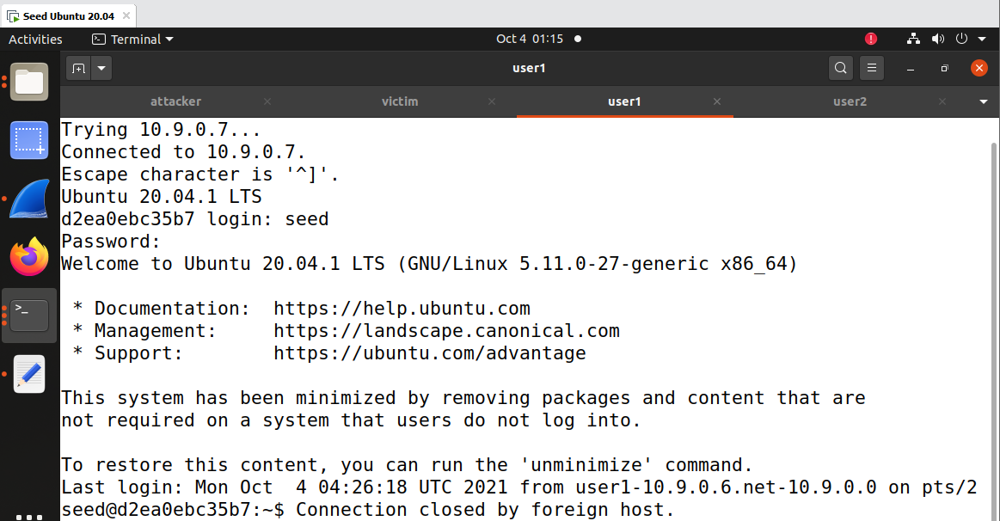 Seed Ubuntu 20.04
Activities Terminal Oct 4 01:15
user1
attacker victim user1 user2
Trying 10.9.0.7...
Connected to 10.9.0.7.
Escape character is '^]'.
Ubuntu 20.04.1 LTS
d2ea0ebc35b7 login: seed
Password:
Welcome to Ubuntu 20.04.1 LTS (GNU/Linux 5.11.0-27-generic x86_64)
* Documentation: https://help.ubuntu.com
* Management: https://landscape.canonical.com
* Support: https://ubuntu.com/advantage
This system has been minimized by removing packages and content that are
not required on a system that users do not log into.
To restore this content, you can run the 'unminimize' command.
Last login: Mon Oct  4 04:26:18 UTC 2021 from user1-10.9.0.6.net-10.9.0.0 on pts/2
seed@d2ea0ebc35b7:~$ Connection closed by foreign host.